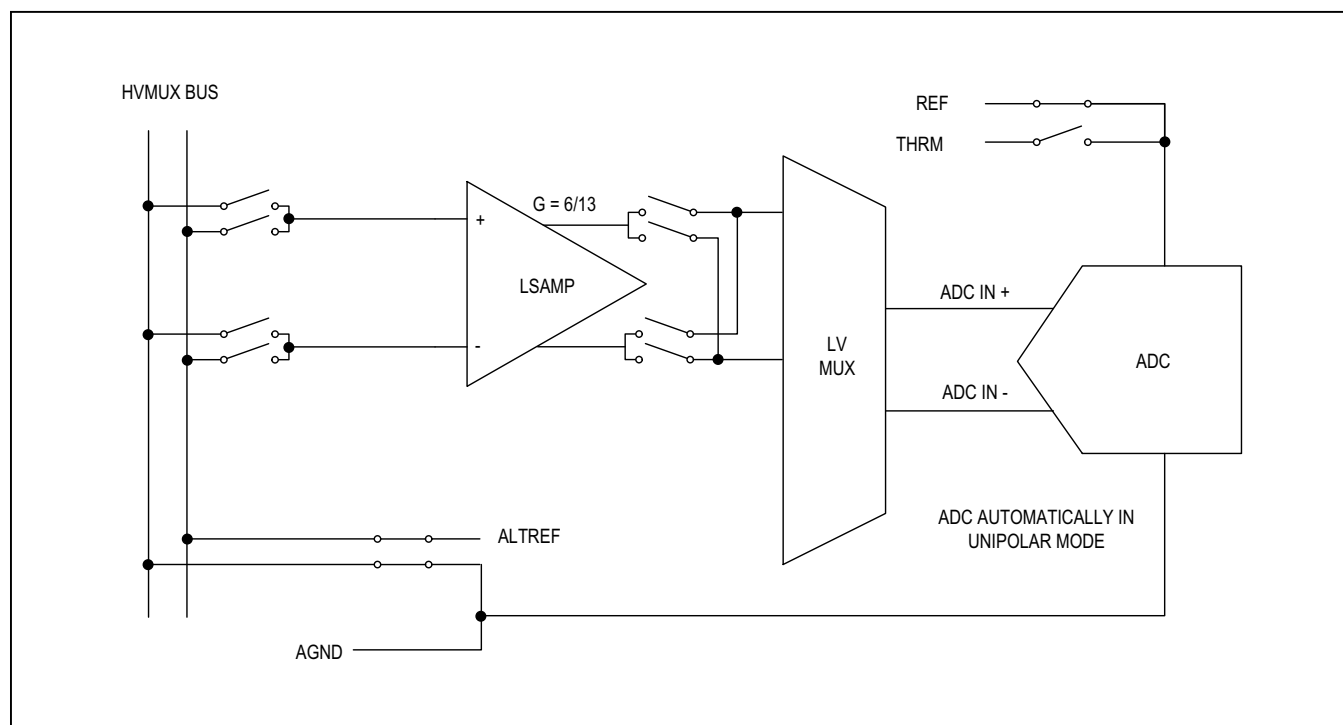 HVMUX BUS
REF
THRM
G = 6/13
+
LSAMP
-
ADC IN +
LV
MUX
ADC
ADC IN -
ALTREF
ADC AUTOMATICALLY IN
UNIPOLAR MODE
AGND